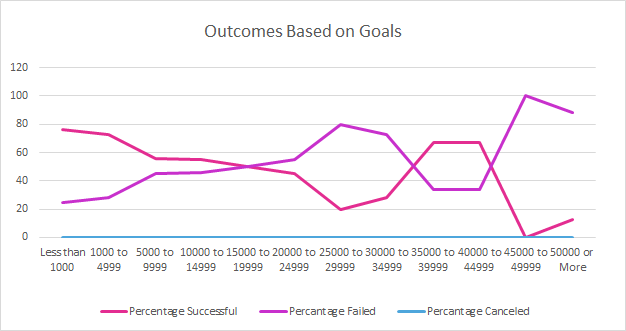 Outcomes Based on Goals
120
100
80
60
40
20
0
Less than 1000 to 5000 to 10000 to 15000 to 20000 to 25000 to 30000 to 35000 to 40000 to 45000 to 50000 or
1000 4999 9999 14999 19999 24999 29999 34999 39999 44999 49999 More
Percentage Successful Percantage Failed Percantage Canceled